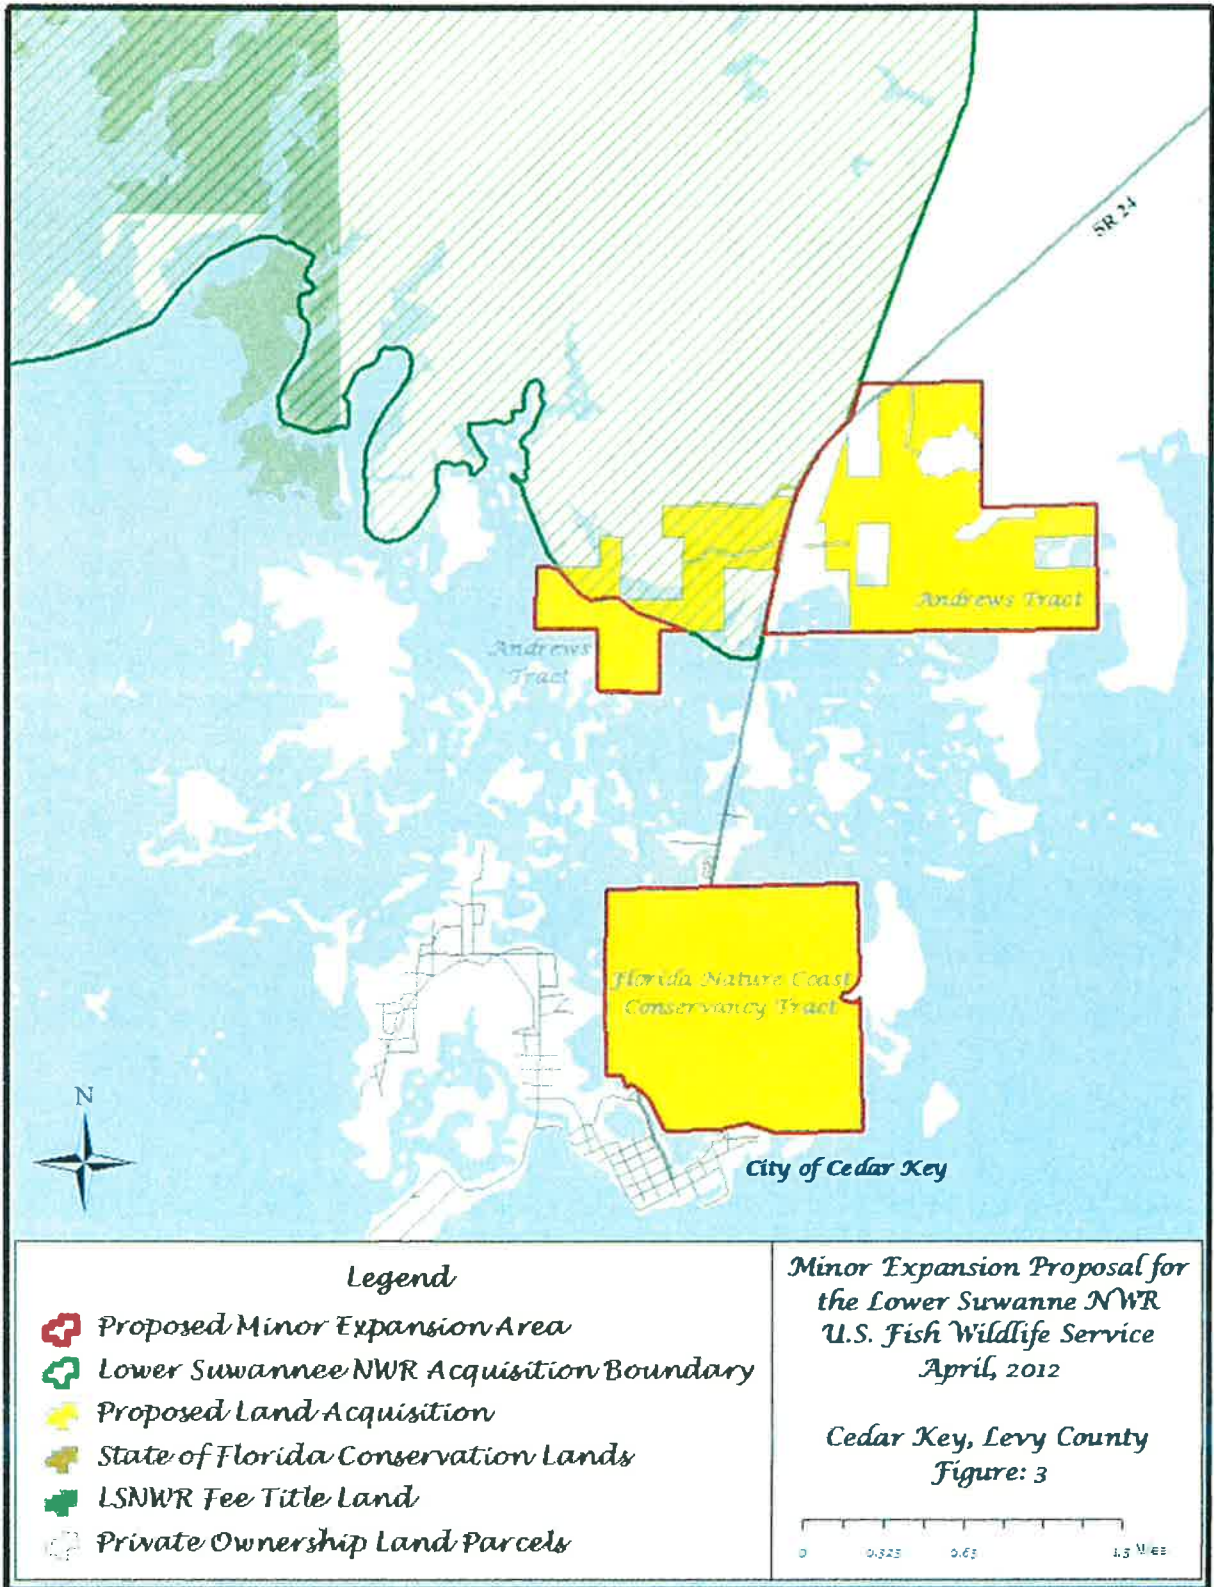 SR 24
Andrews Tract
Andrews
Tract
Florida Nature Coast
Conservancy Tract
N
City of Cedar Key
Legend
Proposed Minor Expansion Area
Lower Suwannee NWR Acquisition Boundary
Proposed Land Acquisition
State of Florida Conservation Lands
LSNWR Fee Title Land
Private Ownership Land Parcels
Minor Expansion Proposal for
the Lower Suwanne NWR
U.S. Fish Wildlife Service
April, 2012
Cedar Key, Levy County
Figure: 3
0 0.325 0.65 1.3 Miles